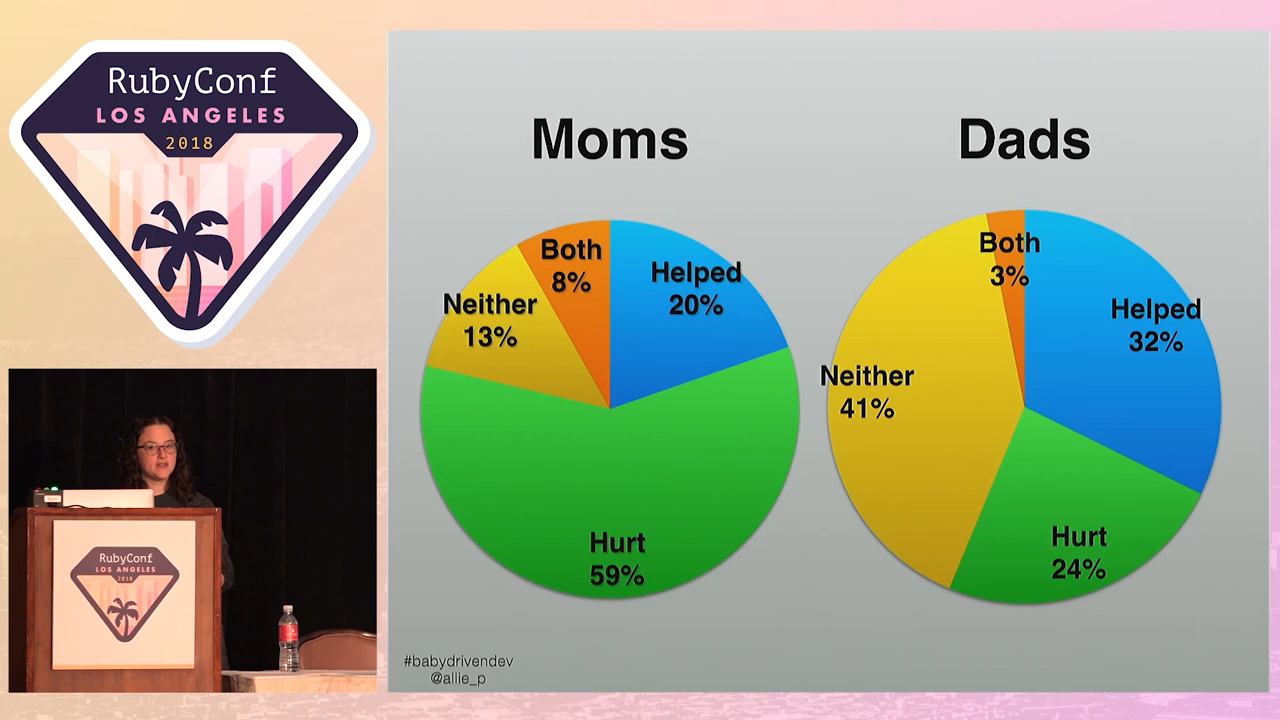 RubyConf
LOS ANGELES
2018
Moms
Dads
Both
8%
Helped
20%
Neither
13%
Hurt
59%
Both
3%
Helped
32%
Neither
41%
Hurt
24%
#babydrivendev
@allie_p
RubyConf
LOS ANGELES
2018